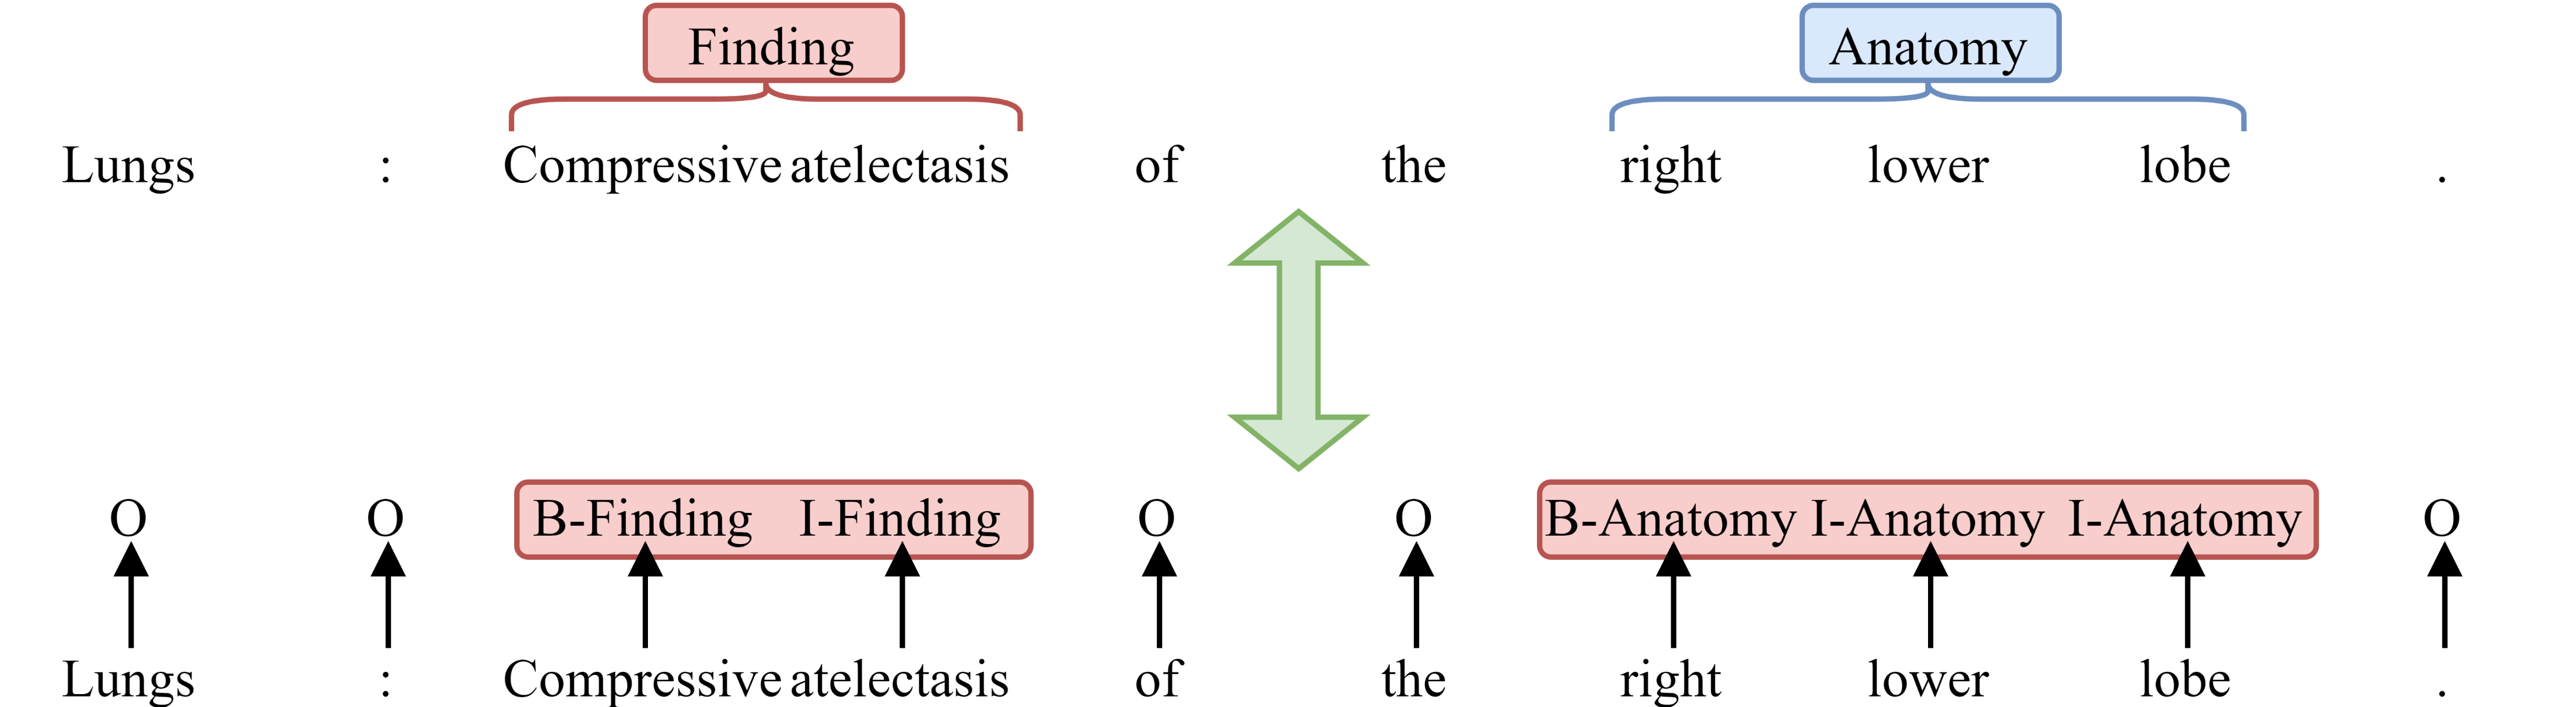 Finding Anatomy
Lungs : Compressive atelectasis of the right lower lobe .
O O B-Finding I-Finding O O B-Anatomy I-Anatomy I-Anatomy O
Lungs : Compressive atelectasis of the right lower lobe .